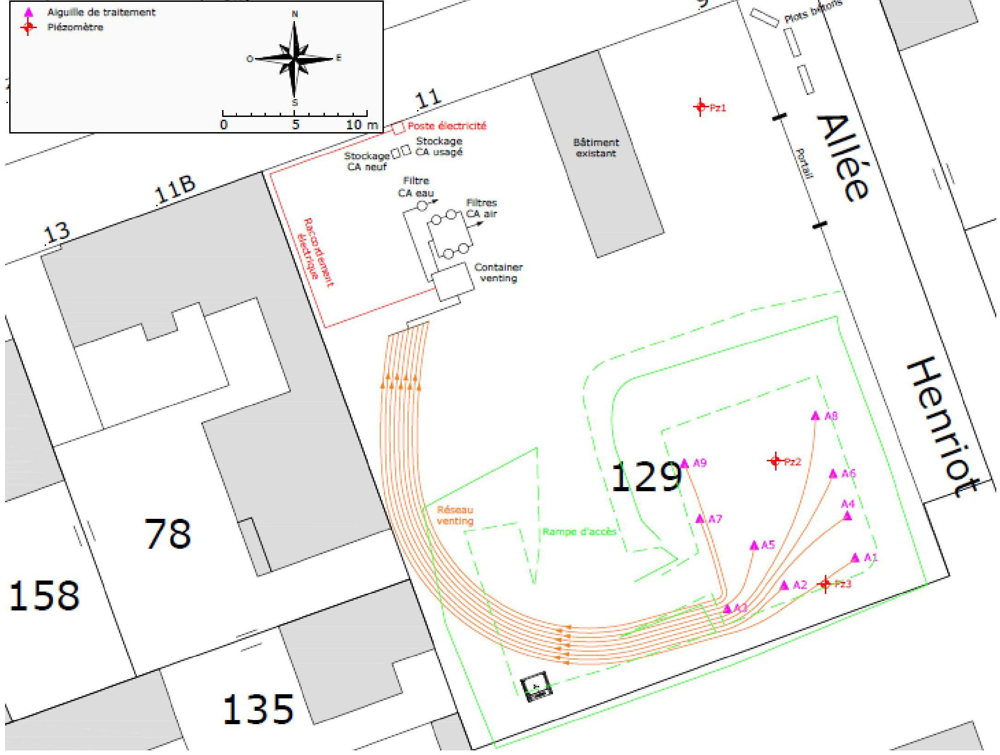 Aiguille de traitement
Piézomètre
N
O
E
S
0 5 10 m
9
Plots bétons
11
Poste électricité
Stockage
CA usagé
Stockage
CA neuf
Pz1
Bâtiment
existant
Portail
Allée
11B
Filtre
CA eau
Filtres
CA air
13
Raccordement
électrique
Container
venting
Henriot
A8
129
A9
Pz2
A6
A4
Réseau
venting
A7
Rampe d'accès
78
A5
A1
158
A2
Pz3
A3
135